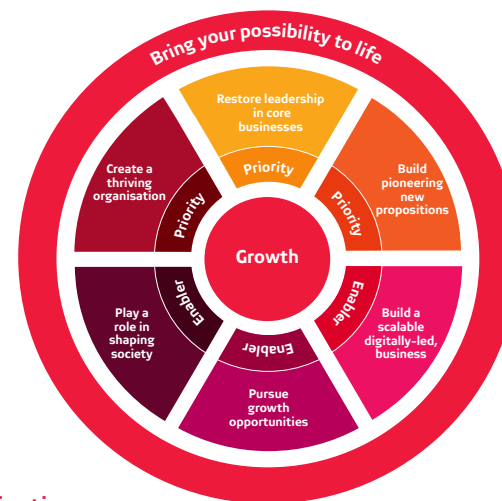 Bring your possibility to life
Restore leadership
in core
businesses
Priority
Build
pioneering
new
propositions
Priority
Build a
scalable
digitally-led,
business
Enabler
Pursue
growth
opportunities
Enabler
Play a
role in
shaping
society
Enabler
Create a
thriving
organisation
Priority
Growth